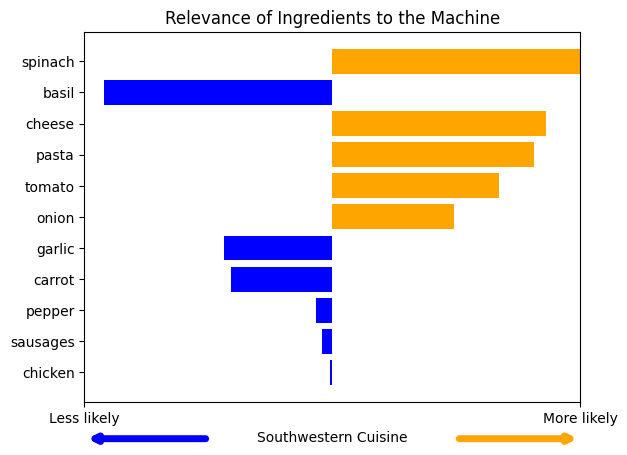 Relevance of Ingredients to the Machine
spinach
basil
cheese
pasta
tomato
onion
garlic
carrot
pepper
sausages
chicken
Less likely
More likely
Southwestern Cuisine